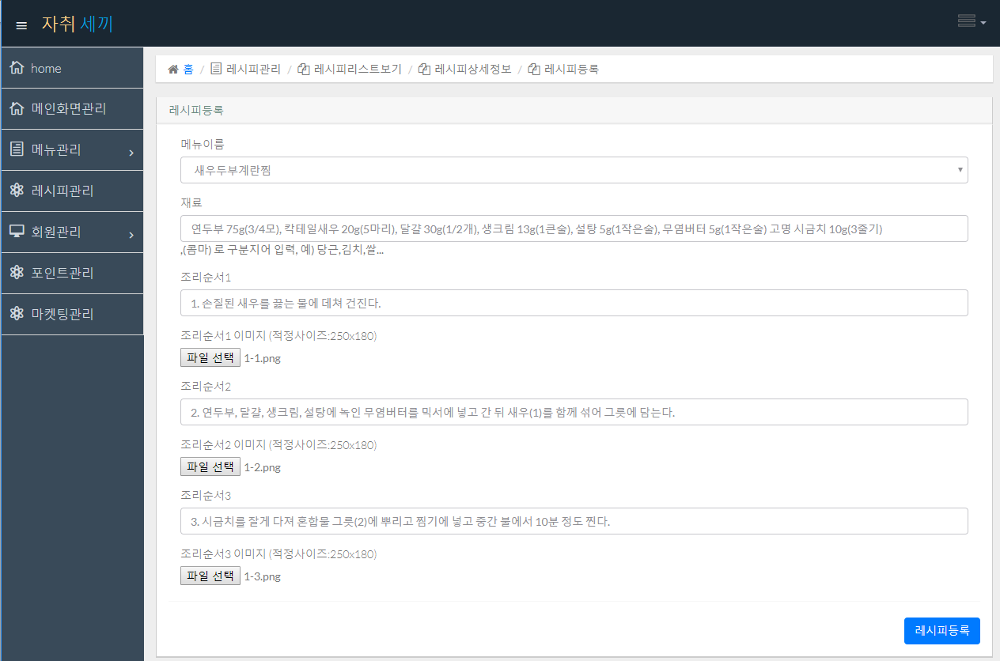 자취 세끼
home
메인화면관리
메뉴관리
레시피관리
회원관리
포인트관리
마켓팅관리
홈 / 레시피관리 / 레시피리스트보기 / 레시피상세정보 / 레시피등록
레시피등록
메뉴이름
새우두부계란찜
재료
연두부 75g(3/4모), 칵테일새우 20g(5마리), 달걀 30g(1/2개), 생크림 13g(1큰술), 설탕 5g(1작은술), 무염버터 5g(1작은술) 고명 시금치 10g(3줄기)
,(콤마) 로 구분지어 입력, 예) 당근,김치,쌀...
조리순서1
1. 손질된 새우를 끓는 물에 데쳐 건진다.
조리순서1 이미지 (적정사이즈:250x180)
파일 선택 1-1.png
조리순서2
2. 연두부, 달걀, 생크림, 설탕에 녹인 무염버터를 믹서에 넣고 간 뒤 새우(1)를 함께 섞어 그릇에 담는다.
조리순서2 이미지 (적정사이즈:250x180)
파일 선택 1-2.png
조리순서3
3. 시금치를 잘게 다져 혼합물 그릇(2)에 뿌리고 찜기에 넣고 중간 불에서 10분 정도 찐다.
조리순서3 이미지 (적정사이즈:250x180)
파일 선택 1-3.png
레시피등록